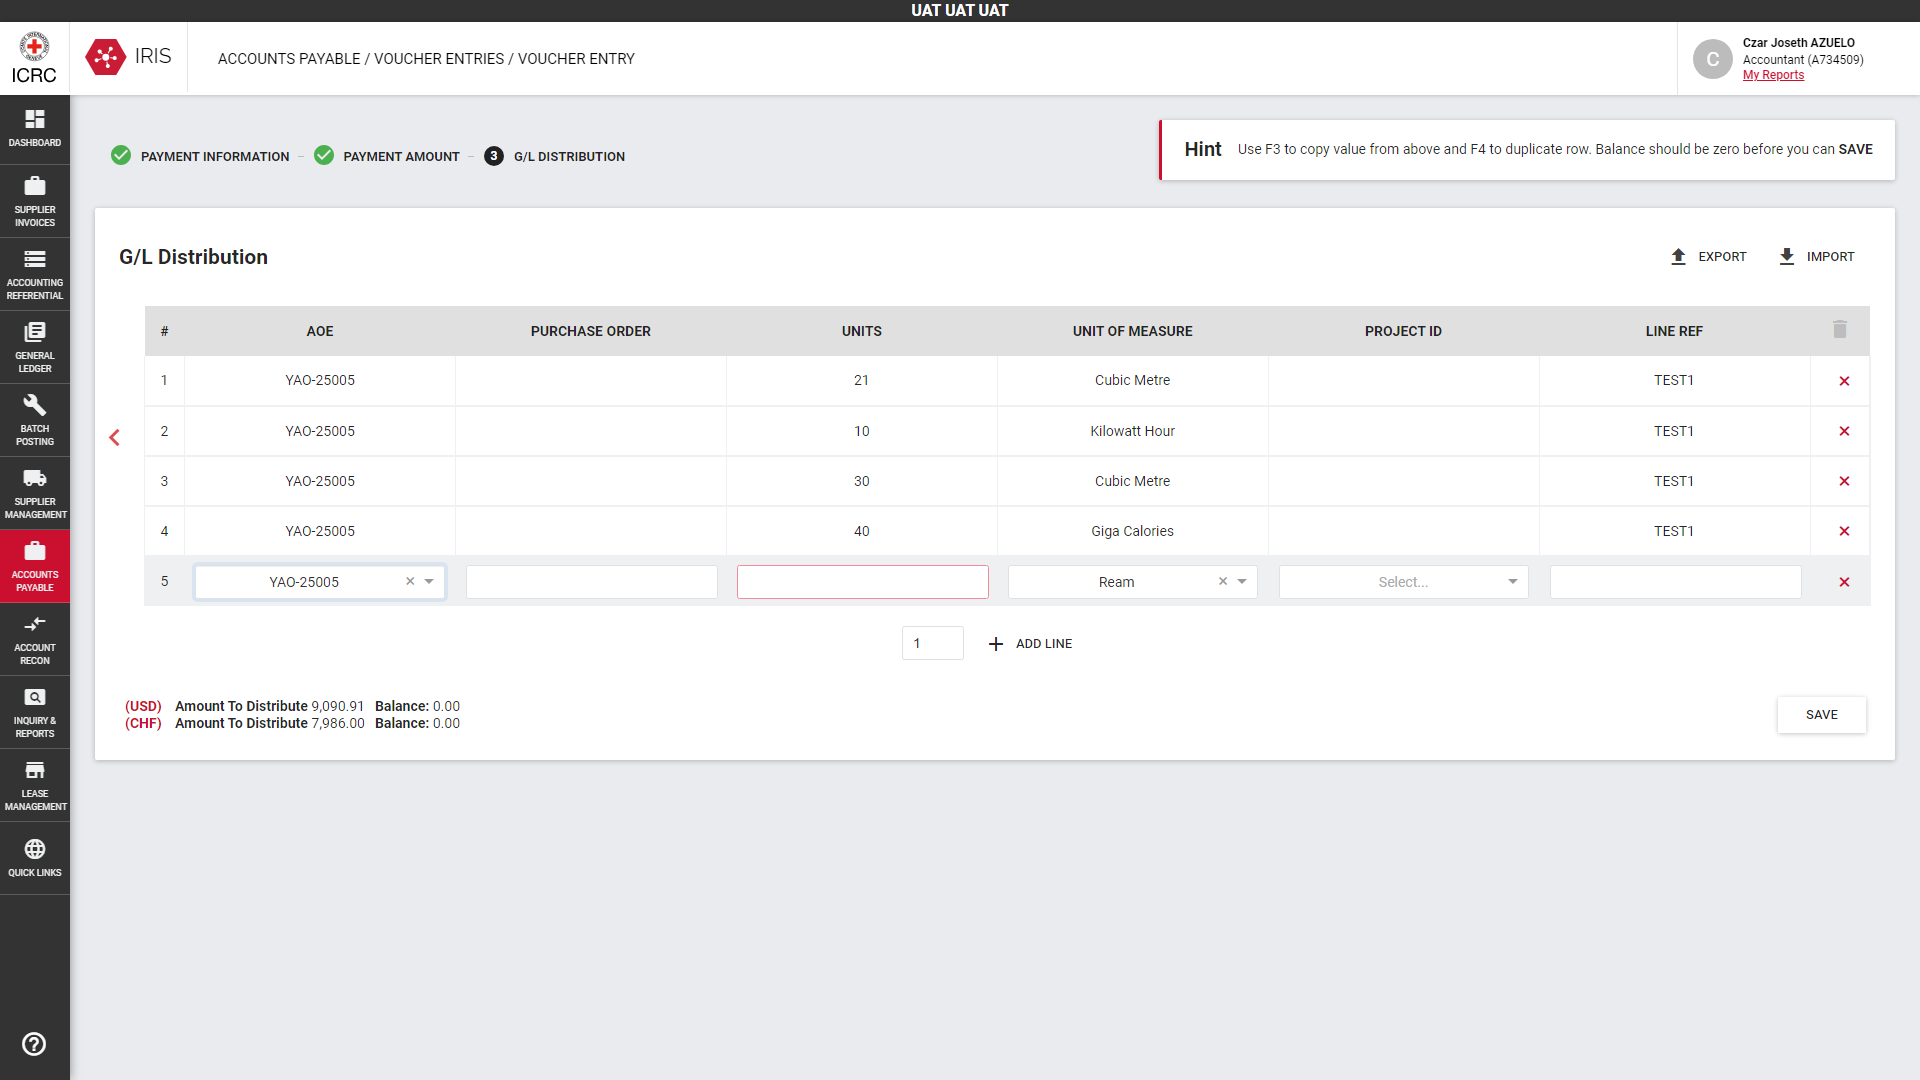 UAT UAT UAT
ICRC
IRIS
ACCOUNTS PAYABLE / VOUCHER ENTRIES / VOUCHER ENTRY
C
Czar Joseth AZUELO
Accountant (A734509)
My Reports
DASHBOARD
SUPPLIER
INVOICES
ACCOUNTING
REFERENTIAL
GENERAL
LEDGER
BATCH
POSTING
SUPPLIER
MANAGEMENT
ACCOUNTS
PAYABLE
ACCOUNT
RECON
INQUIRY &
REPORTS
LEASE
MANAGEMENT
QUICK LINKS
PAYMENT INFORMATION
PAYMENT AMOUNT
3 G/L DISTRIBUTION
Hint Use F3 to copy value from above and F4 to duplicate row. Balance should be zero before you can SAVE
G/L Distribution
EXPORT
IMPORT
# AOE PURCHASE ORDER UNITS UNIT OF MEASURE PROJECT ID LINE REF
1 YAO-25005 21 Cubic Metre TEST1
2 YAO-25005 10 Kilowatt Hour TEST1
3 YAO-25005 30 Cubic Metre TEST1
4 YAO-25005 40 Giga Calories TEST1
5 YAO-25005 Ream Select...
1 ADD LINE
(USD) Amount To Distribute 9,090.91 Balance: 0.00
(CHF) Amount To Distribute 7,986.00 Balance: 0.00
SAVE